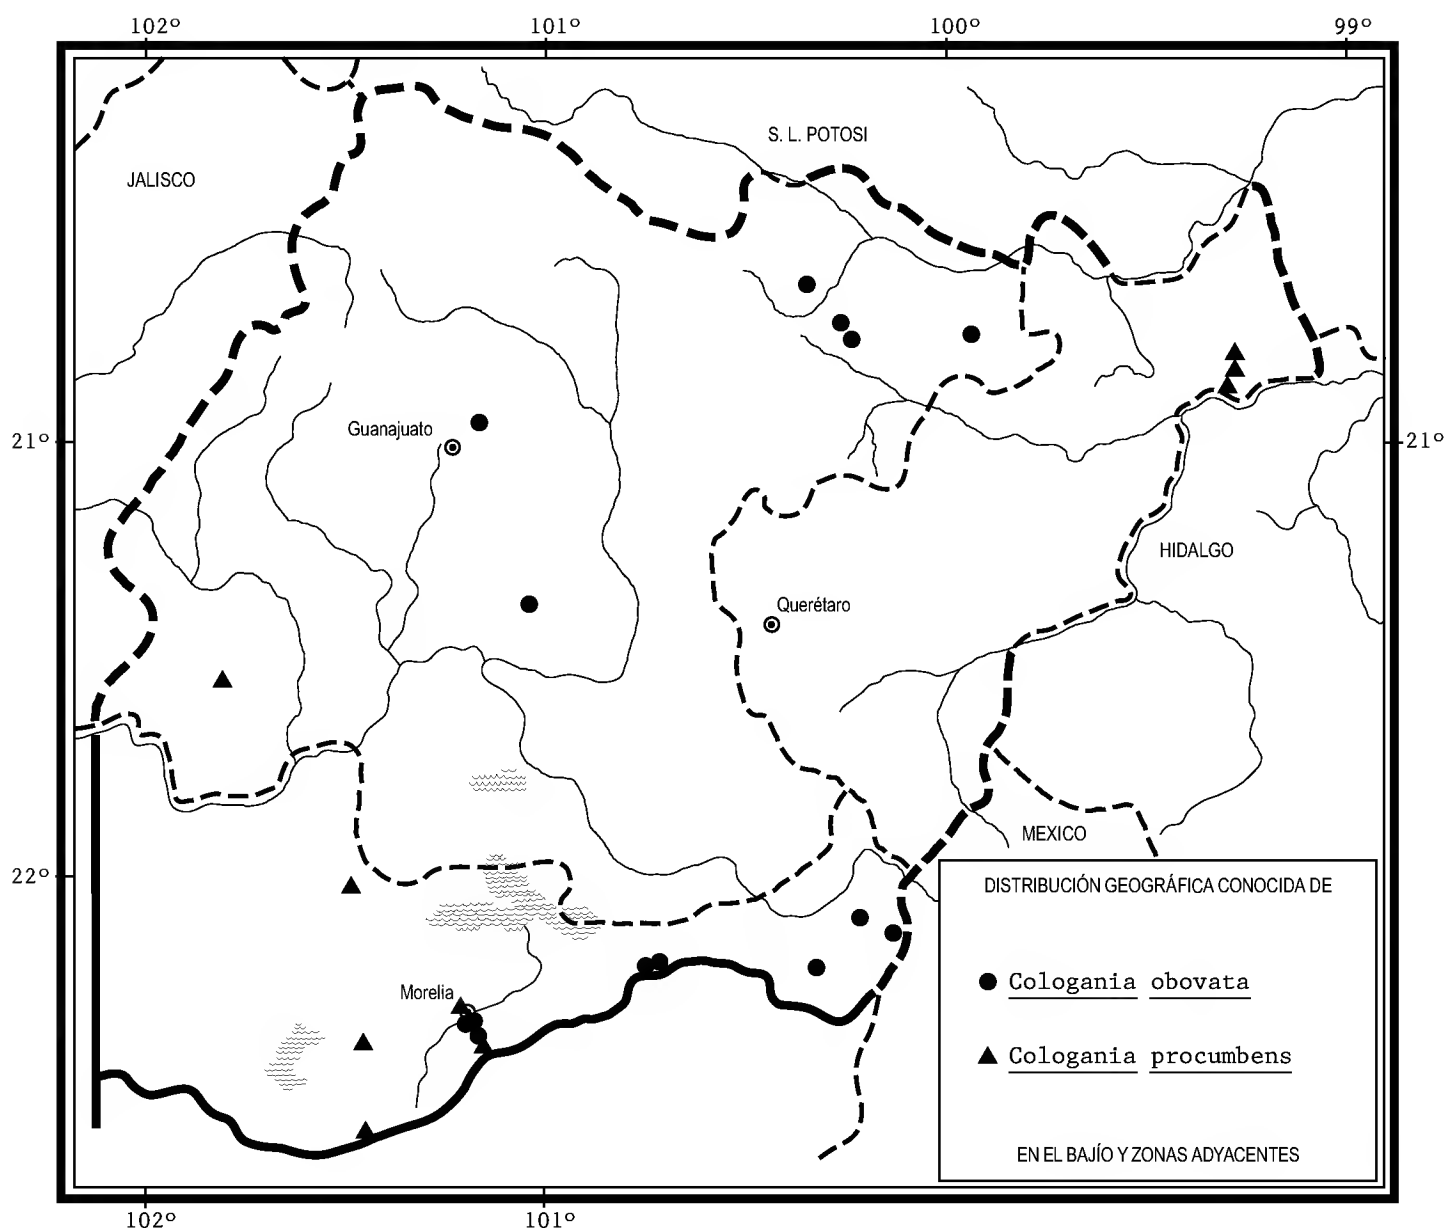 102º 101º 100º 99º
S. L. POTOSI
JALISCO
Guanajuato
21º 21º
HIDALGO
Querétaro
MEXICO
22º
DISTRIBUCIÓN GEOGRÁFICA CONOCIDA DE
Cologania obovata
Morelia
Cologania procumbens
EN EL BAJÍO Y ZONAS ADYACENTES
102º 101º